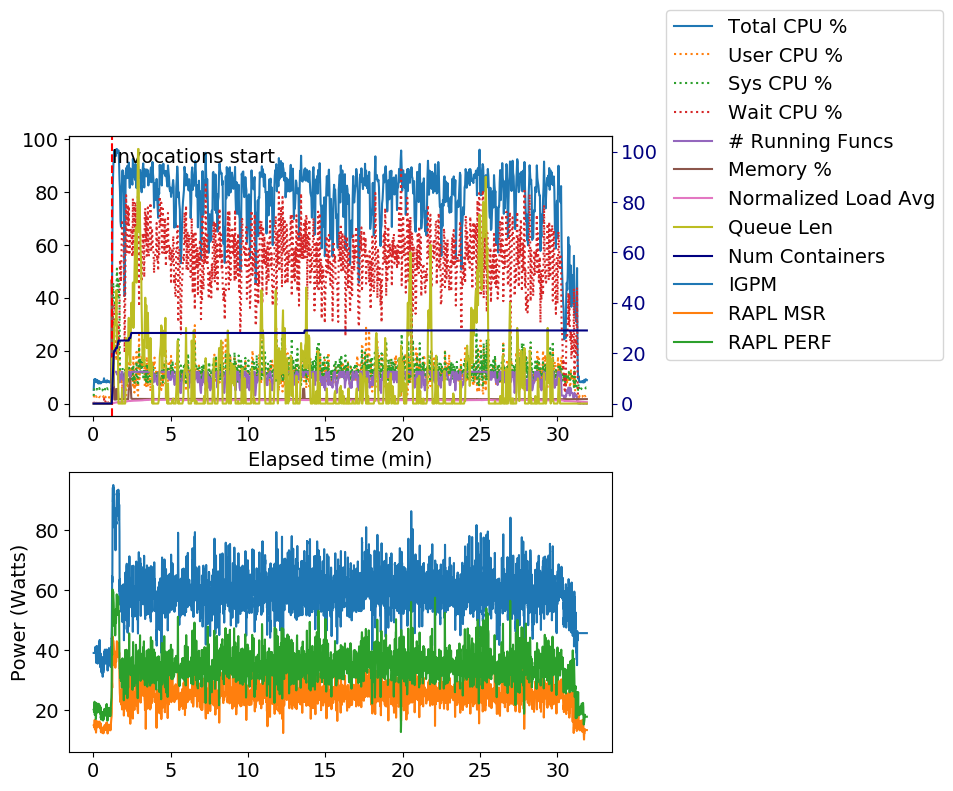 Total CPU %
User CPU %
Sys CPU %
Wait CPU %
# Running Funcs
Memory %
Normalized Load Avg
Queue Len
Num Containers
IGPM
RAPL MSR
RAPL PERF
Invocations start
100
80
60
40
20
0
100
80
60
40
20
0
0 5 10 15 20 25 30
Elapsed time (min)
Power (Watts)
80
60
40
20
0 5 10 15 20 25 30